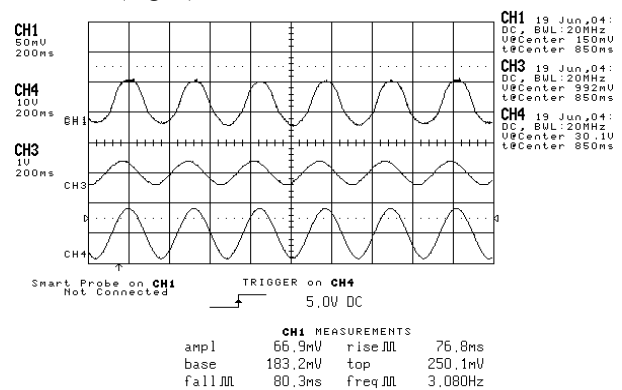 CH1
50mV
200ms
CH4
10V
200ms
CH3
1V
200ms
CH1
CH3
CH4
CH1 19 Jun,04:
DC, BWL:20MHz
V@Center 150mV
t@Center 850ms
CH3 19 Jun,04:
DC, BWL:20MHz
V@Center 992mV
t@Center 850ms
CH4 19 Jun,04:
DC, BWL:20MHz
V@Center 30.1V
t@Center 850ms
Smart Probe on CH1
Not Connected
TRIGGER on CH4
5.0V DC
CH1 MEASUREMENTS
ampl 66.9mV rise 76.8ms
base 183.2mV top 250.1mV
fall 80.3ms freq 3.080Hz